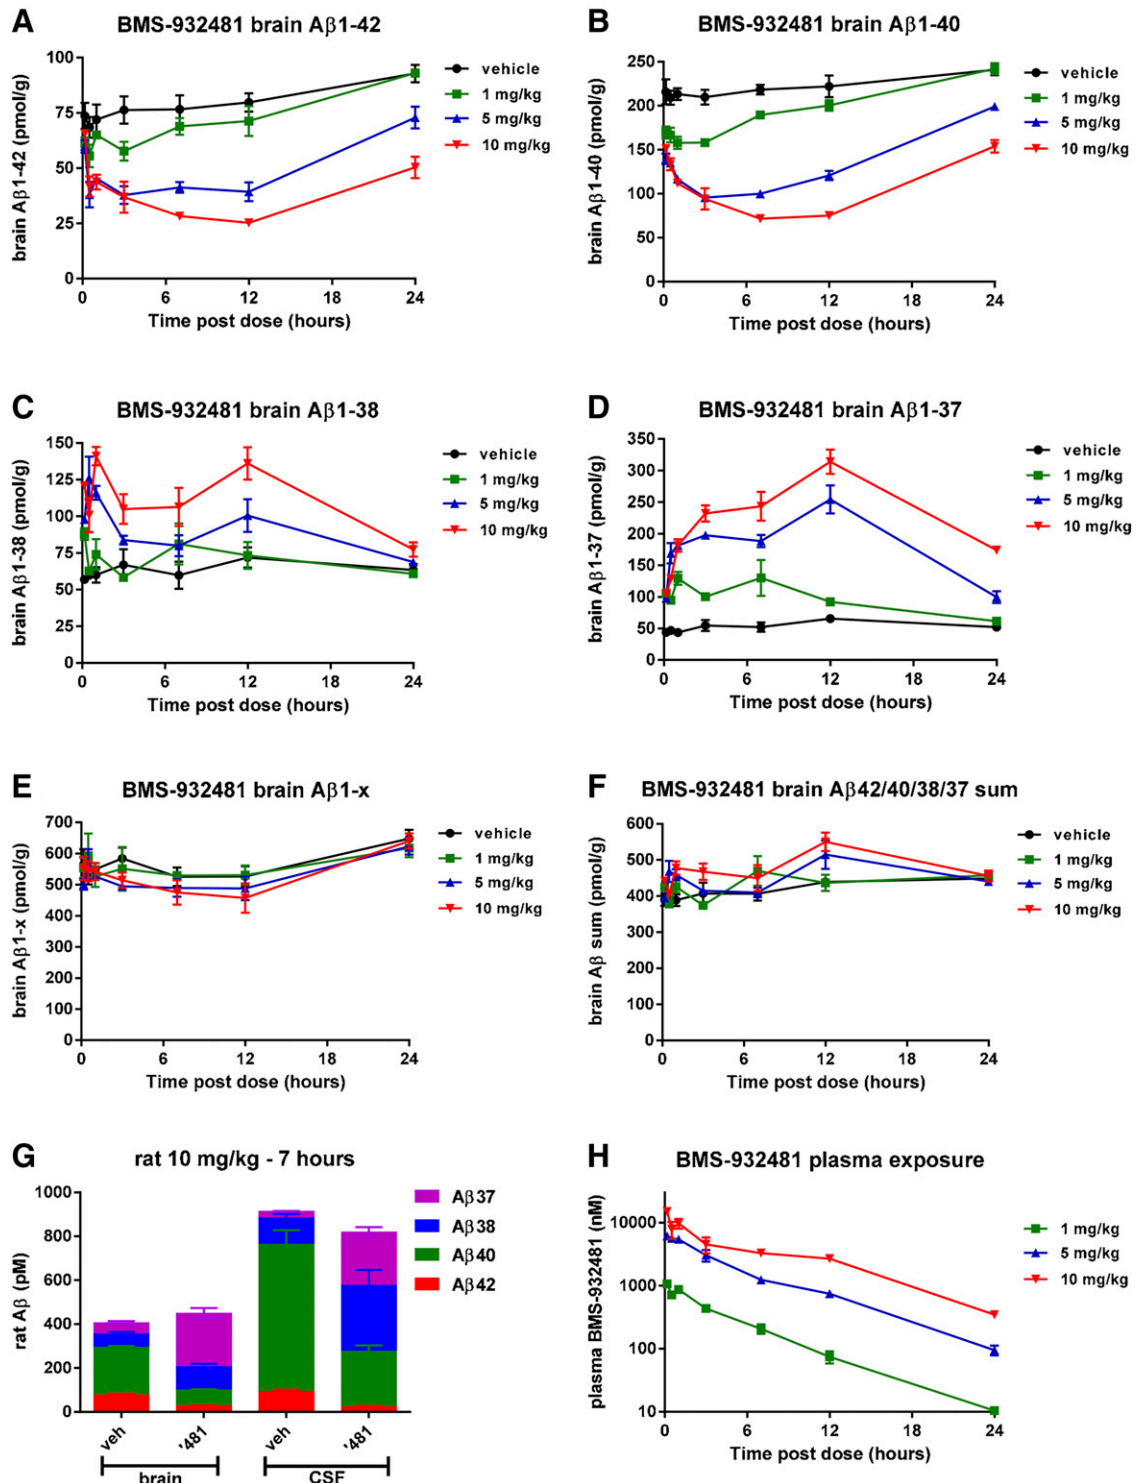 A
BMS-932481 brain Aβ1-42
brain Aβ1-42 (pmol/g)
100
75
50
25
0
0 6 12 18 24
Time post dose (hours)
vehicle
1 mg/kg
5 mg/kg
10 mg/kg
B
BMS-932481 brain Aβ1-40
brain Aβ1-40 (pmol/g)
250
200
150
100
50
0
0 6 12 18 24
Time post dose (hours)
vehicle
1 mg/kg
5 mg/kg
10 mg/kg
C
BMS-932481 brain Aβ1-38
brain Aβ1-38 (pmol/g)
150
125
100
75
50
25
0
0 6 12 18 24
Time post dose (hours)
vehicle
1 mg/kg
5 mg/kg
10 mg/kg
D
BMS-932481 brain Aβ1-37
brain Aβ1-37 (pmol/g)
350
300
250
200
150
100
50
0
0 6 12 18 24
Time post dose (hours)
vehicle
1 mg/kg
5 mg/kg
10 mg/kg
E
BMS-932481 brain Aβ1-x
brain Aβ1-x (pmol/g)
700
600
500
400
300
200
100
0
0 6 12 18 24
Time post dose (hours)
vehicle
1 mg/kg
5 mg/kg
10 mg/kg
F
BMS-932481 brain Aβ42/40/38/37 sum
brain Aβ sum (pmol/g)
600
500
400
300
200
100
0
0 6 12 18 24
Time post dose (hours)
vehicle
1 mg/kg
5 mg/kg
10 mg/kg
G
rat 10 mg/kg - 7 hours
rat Aβ (pM)
1000
800
600
400
200
0
veh '481 veh '481
brain CSF
Aβ37
Aβ38
Aβ40
Aβ42
H
BMS-932481 plasma exposure
plasma BMS-932481 (nM)
10000
1000
100
10
0 6 12 18 24
Time post dose (hours)
1 mg/kg
5 mg/kg
10 mg/kg